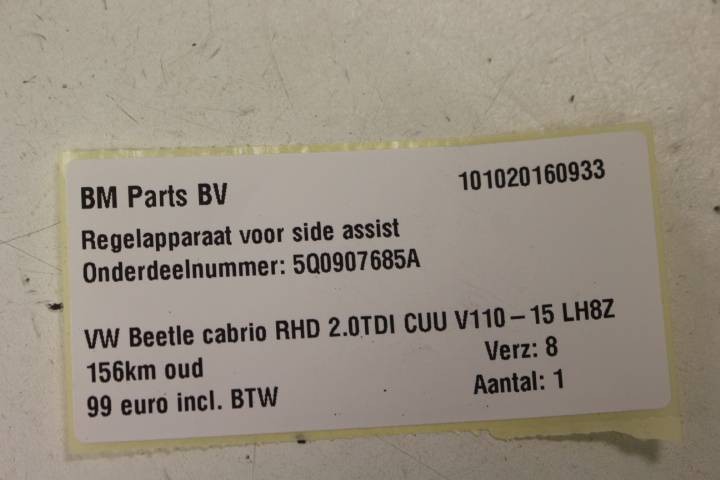 BM Parts BV 101020160933
Regelapparaat voor side assist
Onderdeelnummer: 5Q0907685A
VW Beetle cabrio RHD 2.0TDI CUU V110 – 15 LH8Z
156km oud Verz: 8
99 euro incl. BTW Aantal: 1